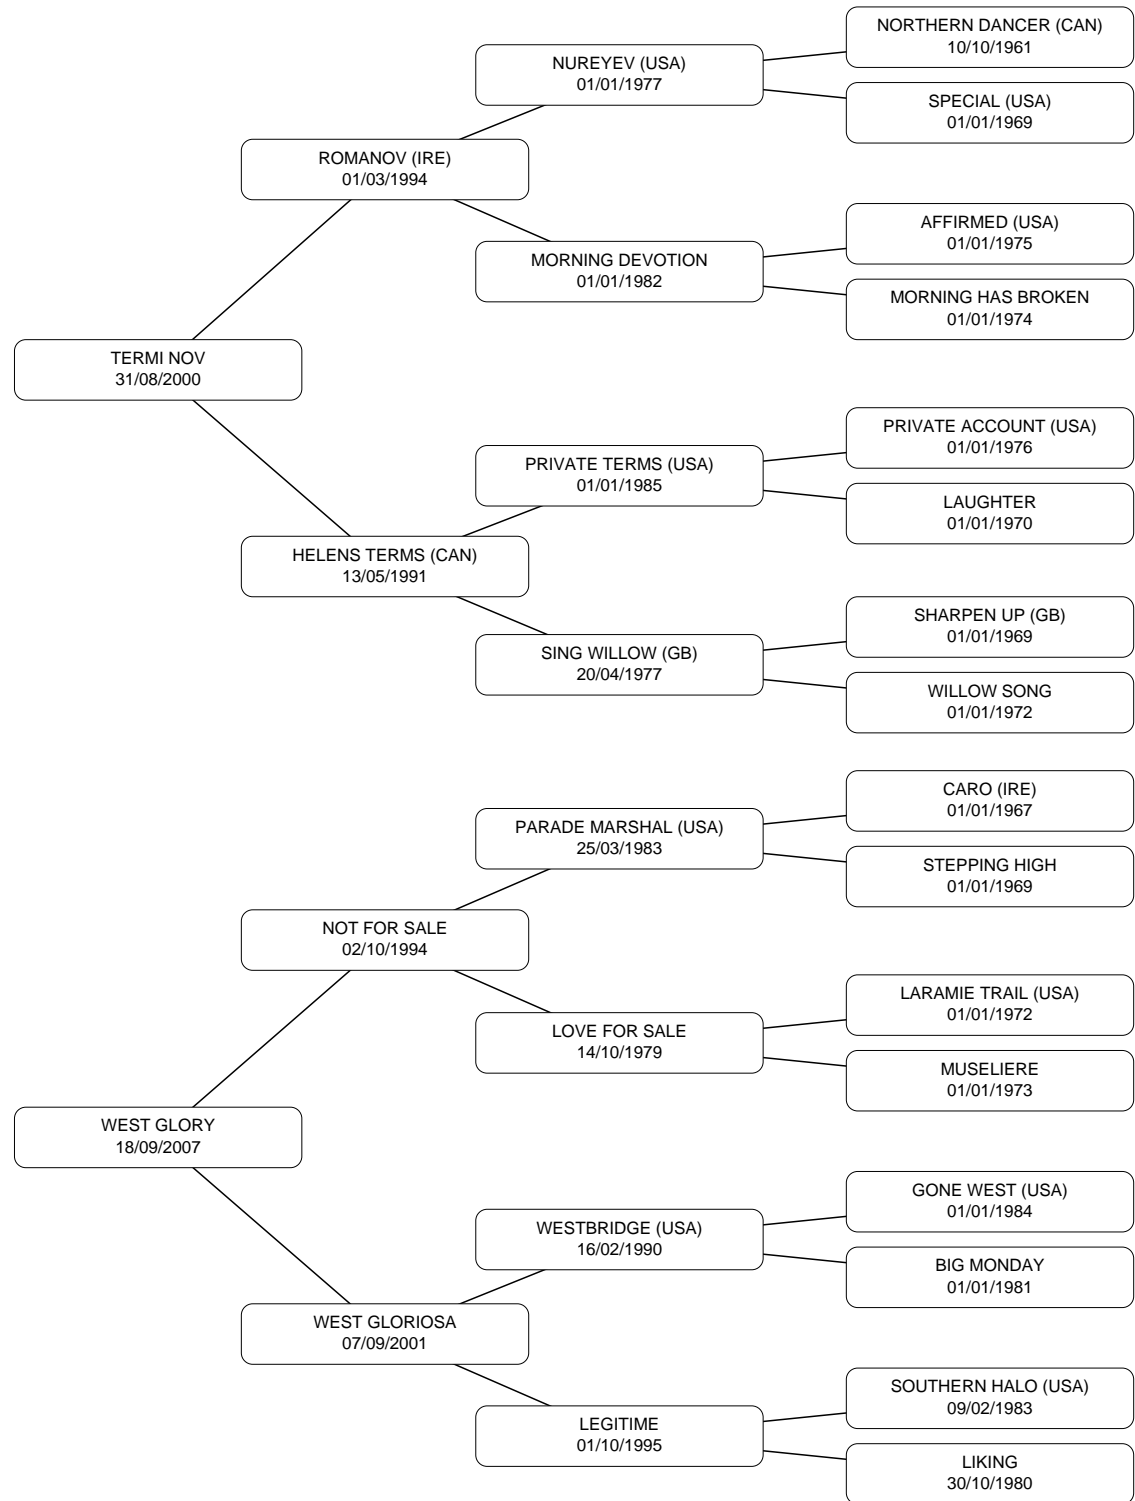 NORTHERN DANCER (CAN)
10/10/1961
NUREYEV (USA)
01/01/1977
SPECIAL (USA)
01/01/1969
ROMANOV (IRE)
01/03/1994
AFFIRMED (USA)
01/01/1975
MORNING DEVOTION
01/01/1982
MORNING HAS BROKEN
01/01/1974
TERMI NOV
31/08/2000
PRIVATE ACCOUNT (USA)
01/01/1976
PRIVATE TERMS (USA)
01/01/1985
LAUGHTER
01/01/1970
HELENS TERMS (CAN)
13/05/1991
SHARPEN UP (GB)
01/01/1969
SING WILLOW (GB)
20/04/1977
WILLOW SONG
01/01/1972
CARO (IRE)
01/01/1967
PARADE MARSHAL (USA)
25/03/1983
STEPPING HIGH
01/01/1969
NOT FOR SALE
02/10/1994
LARAMIE TRAIL (USA)
01/01/1972
LOVE FOR SALE
14/10/1979
MUSELIERE
01/01/1973
WEST GLORY
18/09/2007
GONE WEST (USA)
01/01/1984
WESTBRIDGE (USA)
16/02/1990
BIG MONDAY
01/01/1981
WEST GLORIOSA
07/09/2001
SOUTHERN HALO (USA)
09/02/1983
LEGITIME
01/10/1995
LIKING
30/10/1980